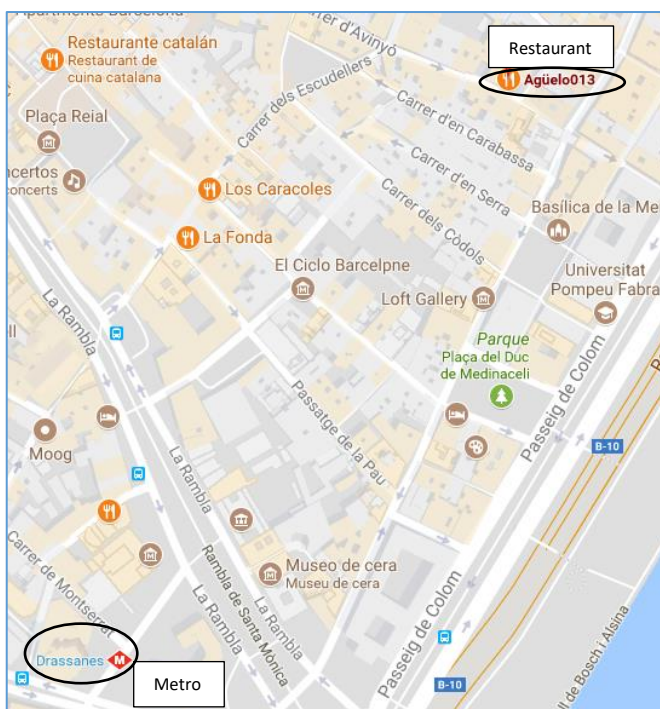 Apartments Barcelona
Carrer d'Avinyó
Restaurant
Restaurante catalán
Restaurant de
cuina catalana
Agüelo013
Carrer dels Escudellers
Carrer d'en Carabassa
Plaça Reial
Carrer d'en Serra
ncertos
concerts
Los Caracoles
Carrer dels Còdols
Basílica de la Me
La Fonda
El Ciclo Barcelpne
Universitat
Pompeu Fabra
Loft Gallery
La Rambla
Parque
Plaça del Duc
de Medinaceli
Passeig de Colom
Passatge de la Pau
B-10
Moog
La Rambla
Carrer de Montserrat
Museo de cera
Museu de cera
Rambla de Santa Mònica
La Rambla
La Rambla
Passeig de Colom
ll de Bosch i Alsina
Drassanes
M
Metro
B-10